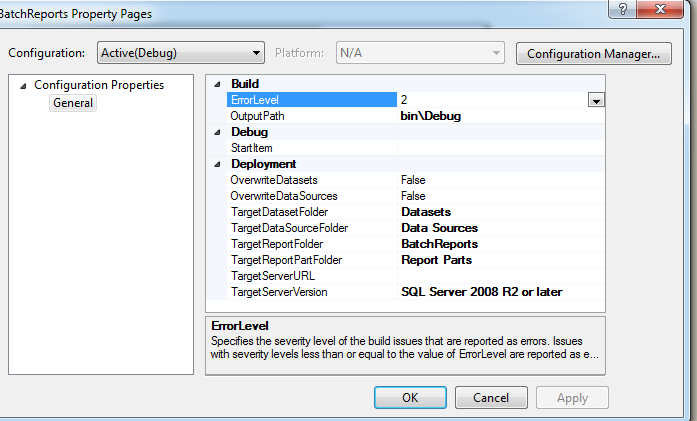 BatchReports Property Pages
Configuration: Active(Debug) Platform: N/A Configuration Manager...
Configuration Properties
General
Build
ErrorLevel 2
OutputPath bin\Debug
Debug
StartItem
Deployment
OverwriteDatasets False
OverwriteDataSources False
TargetDatasetFolder Datasets
TargetDataSourceFolder Data Sources
TargetReportFolder BatchReports
TargetReportPartFolder Report Parts
TargetServerURL
TargetServerVersion SQL Server 2008 R2 or later
ErrorLevel
Specifies the severity level of the build issues that are reported as errors. Issues
with severity levels less than or equal to the value of ErrorLevel are reported as e...
OK Cancel Apply